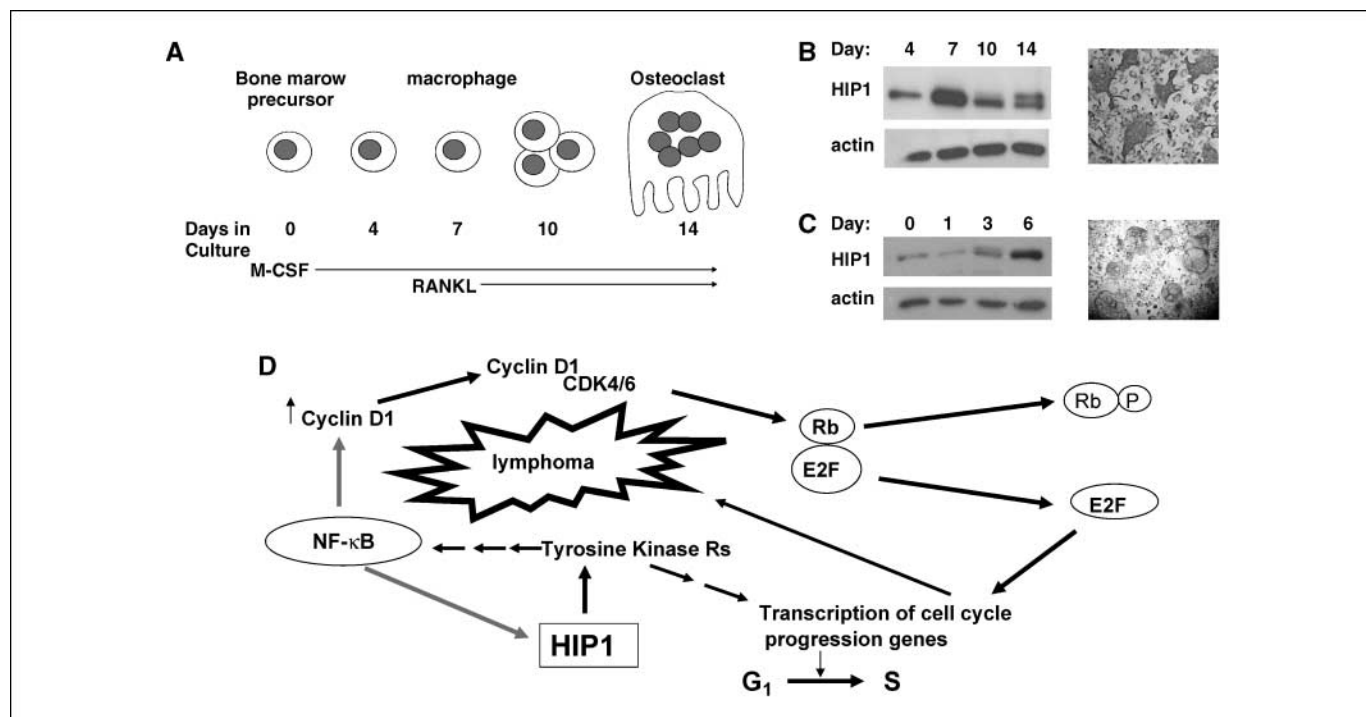 A
Bone marow
precursor
macrophage
Osteoclast
Days in
Culture
0 4 7 10 14
M-CSF
RANKL
B Day: 4 7 10 14
HIP1
actin
C Day: 0 1 3 6
HIP1
actin
D
Cyclin D1
CDK4/6
Cyclin D1
Rb
E2F
Rb P
E2F
lymphoma
NF-κB
Tyrosine Kinase Rs
HIP1
Transcription of cell cycle
progression genes
G₁ S